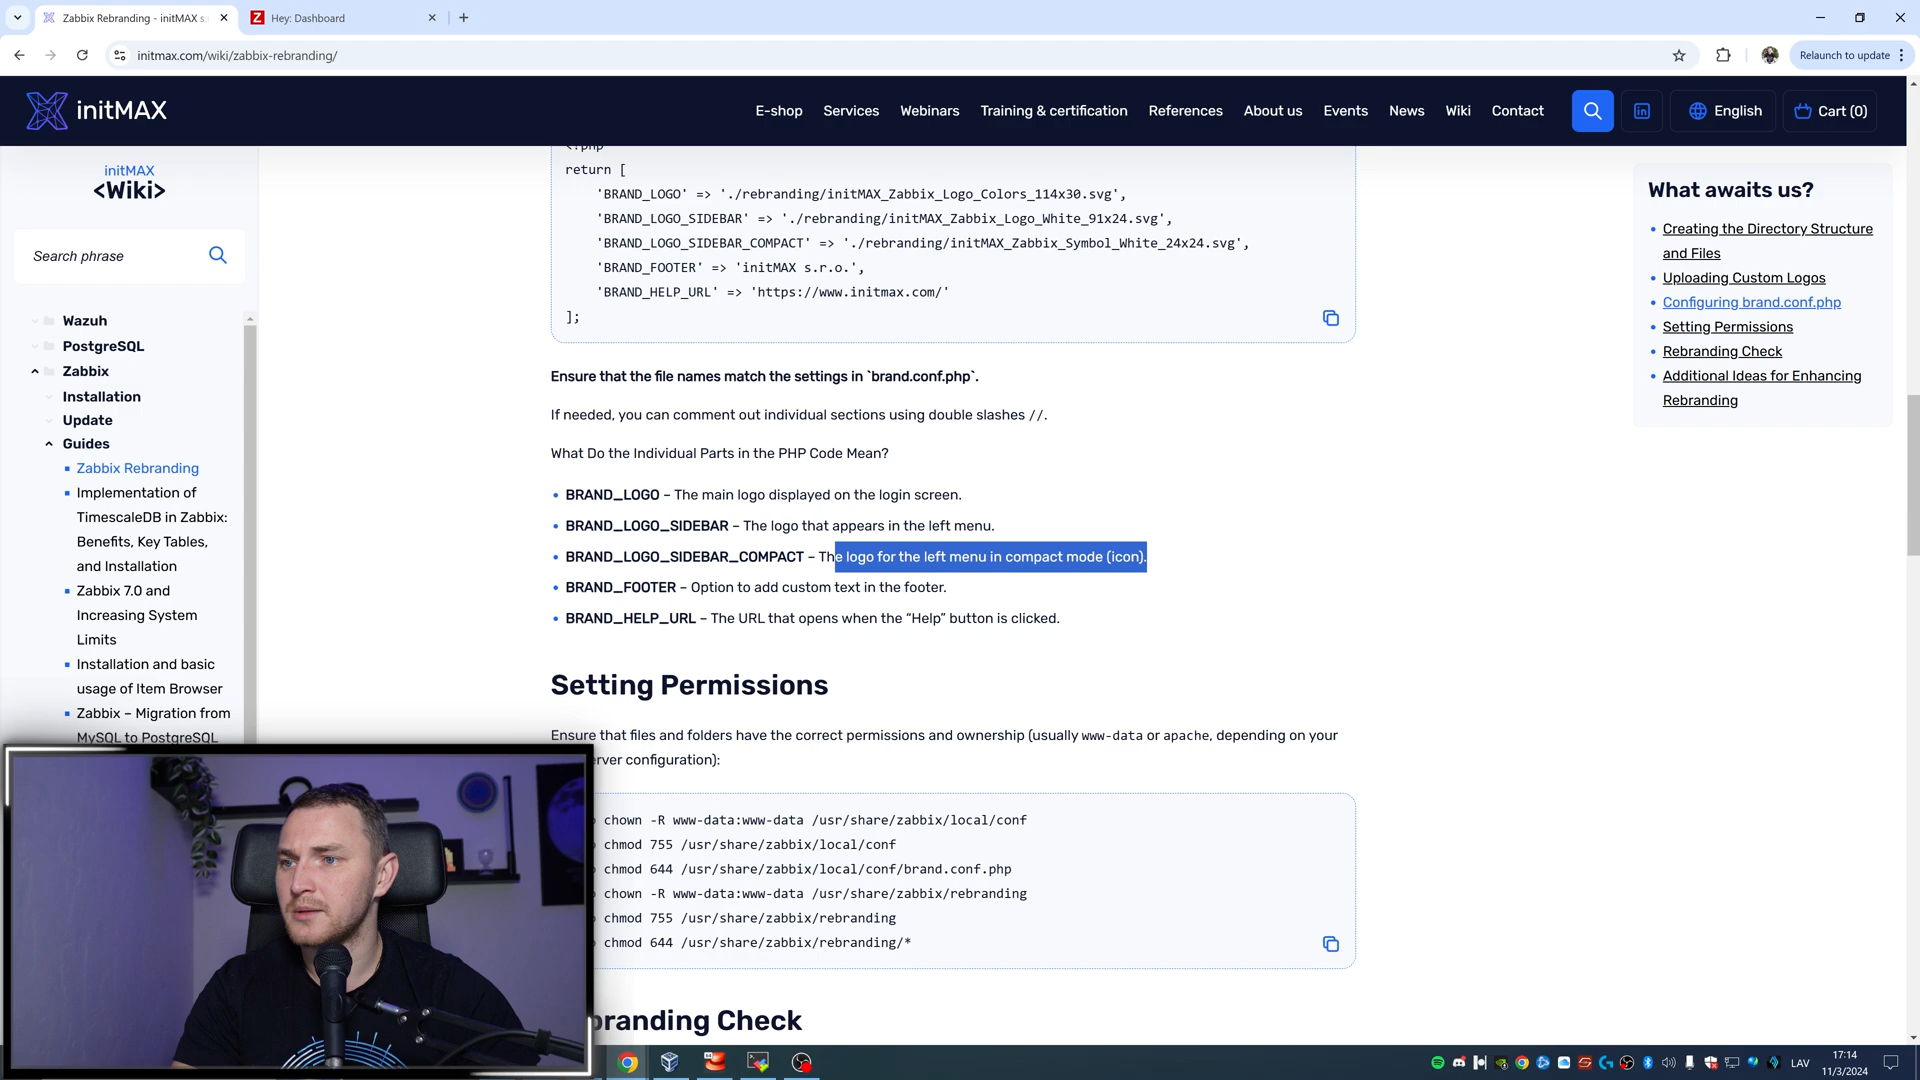 Zabbix Rebranding - initMAX s
Hey: Dashboard
initmax.com/wiki/zabbix-rebranding/
Relaunch to update
initMAX
E-shop
Services
Webinars
Training & certification
References
About us
Events
News
Wiki
Contact
English
Cart (0)
initMAX
<Wiki>
Search phrase
Wazuh
PostgreSQL
Zabbix
Installation
Update
Guides
Zabbix Rebranding
Implementation of
TimescaleDB in Zabbix:
Benefits, Key Tables,
and Installation
Zabbix 7.0 and
Increasing System
Limits
Installation and basic
usage of Item Browser
Zabbix – Migration from
MySQL to PostgreSQL
<?php
return [
'BRAND_LOGO' => './rebranding/initMAX_Zabbix_Logo_Colors_114x30.svg',
'BRAND_LOGO_SIDEBAR' => './rebranding/initMAX_Zabbix_Logo_White_91x24.svg',
'BRAND_LOGO_SIDEBAR_COMPACT' => './rebranding/initMAX_Zabbix_Symbol_White_24x24.svg',
'BRAND_FOOTER' => 'initMAX s.r.o.',
'BRAND_HELP_URL' => 'https://www.initmax.com/'
];
Ensure that the file names match the settings in `brand.conf.php`.
If needed, you can comment out individual sections using double slashes //.
What Do the Individual Parts in the PHP Code Mean?
BRAND_LOGO – The main logo displayed on the login screen.
BRAND_LOGO_SIDEBAR – The logo that appears in the left menu.
BRAND_LOGO_SIDEBAR_COMPACT – The logo for the left menu in compact mode (icon).
BRAND_FOOTER – Option to add custom text in the footer.
BRAND_HELP_URL – The URL that opens when the “Help” button is clicked.
Setting Permissions
Ensure that files and folders have the correct permissions and ownership (usually www-data or apache, depending on your
erver configuration):
chown -R www-data:www-data /usr/share/zabbix/local/conf
chmod 755 /usr/share/zabbix/local/conf
chmod 644 /usr/share/zabbix/local/conf/brand.conf.php
chown -R www-data:www-data /usr/share/zabbix/rebranding
chmod 755 /usr/share/zabbix/rebranding
chmod 644 /usr/share/zabbix/rebranding/*
branding Check
What awaits us?
Creating the Directory Structure
and Files
Uploading Custom Logos
Configuring brand.conf.php
Setting Permissions
Rebranding Check
Additional Ideas for Enhancing
Rebranding
LAV
17:14
11/3/2024